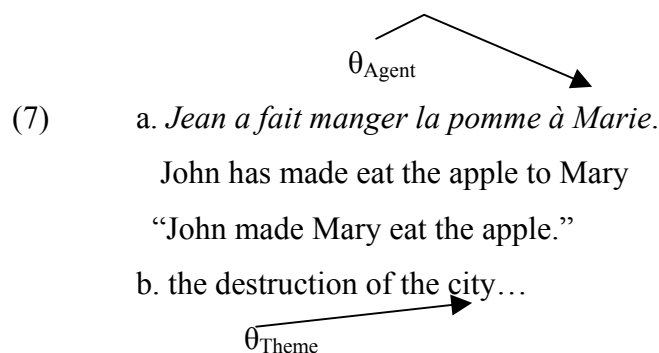 θAgent
(7) a. Jean a fait manger la pomme à Marie.
John has made eat the apple to Mary
“John made Mary eat the apple.”
b. the destruction of the city…
θTheme